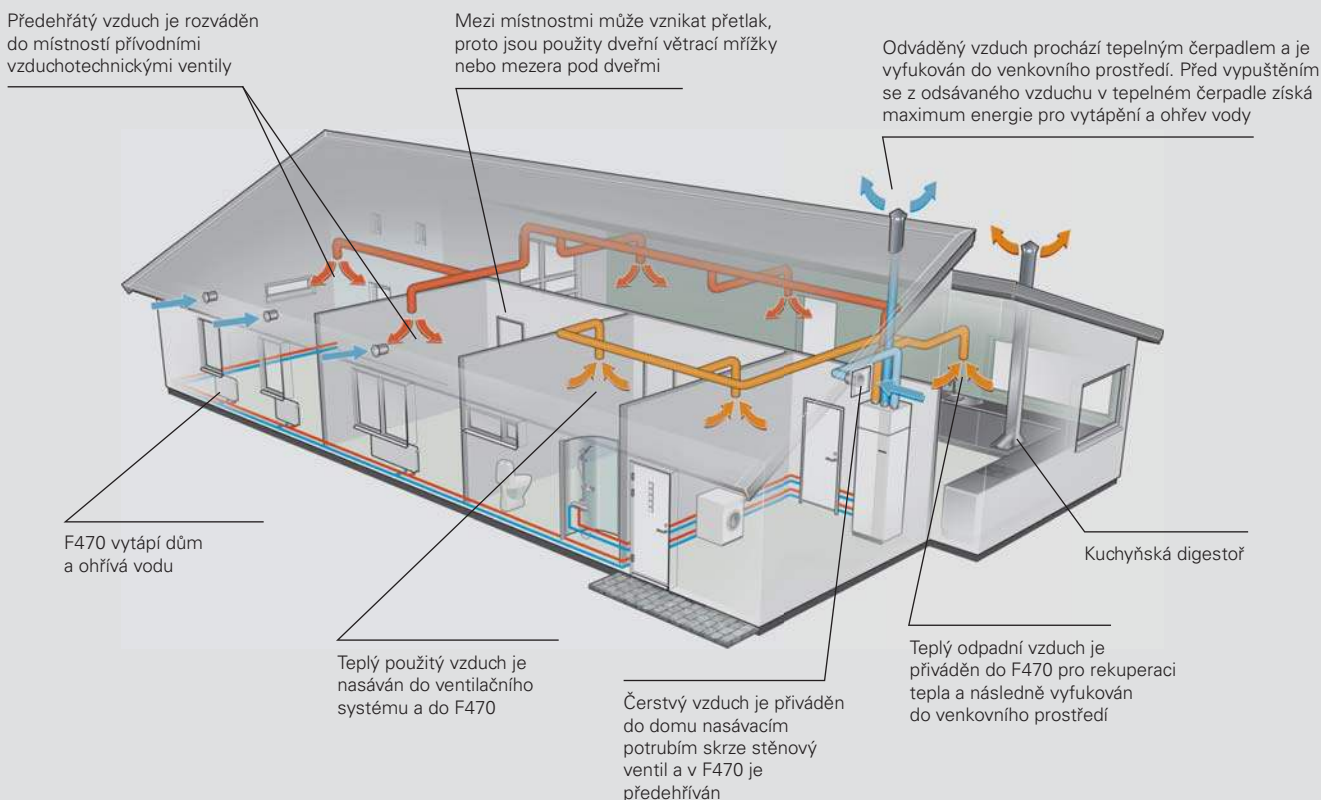 Předehřátý vzduch je rozváděn
do místností přívodními
vzduchotechnickými ventily
Mezi místnostmi může vznikat přetlak,
proto jsou použity dveřní větrací mřížky
nebo mezera pod dveřmi
Odváděný vzduch prochází tepelným čerpadlem a je
vyfukován do venkovního prostředí. Před vypuštěním
se z odsávaného vzduchu v tepelném čerpadle získá
maximum energie pro vytápění a ohřev vody
F470 vytápí dům
a ohřívá vodu
Teplý použitý vzduch je
nasáván do ventilačního
systému a do F470
Čerstvý vzduch je přiváděn
do domu nasávacím
potrubím skrze stěnový
ventil a v F470 je
předehříván
Teplý odpadní vzduch je
přiváděn do F470 pro rekuperaci
tepla a následně vyfukován
do venkovního prostředí
Kuchyňská digestoř